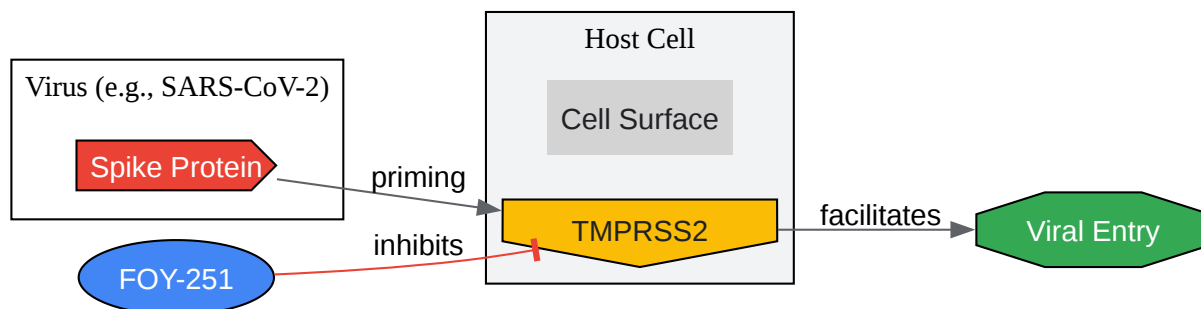 Host Cell
Virus (e.g., SARS-CoV-2)
Cell Surface
Spike Protein
priming
TMPRSS2
facilitates
Viral Entry
inhibits
FOY-251